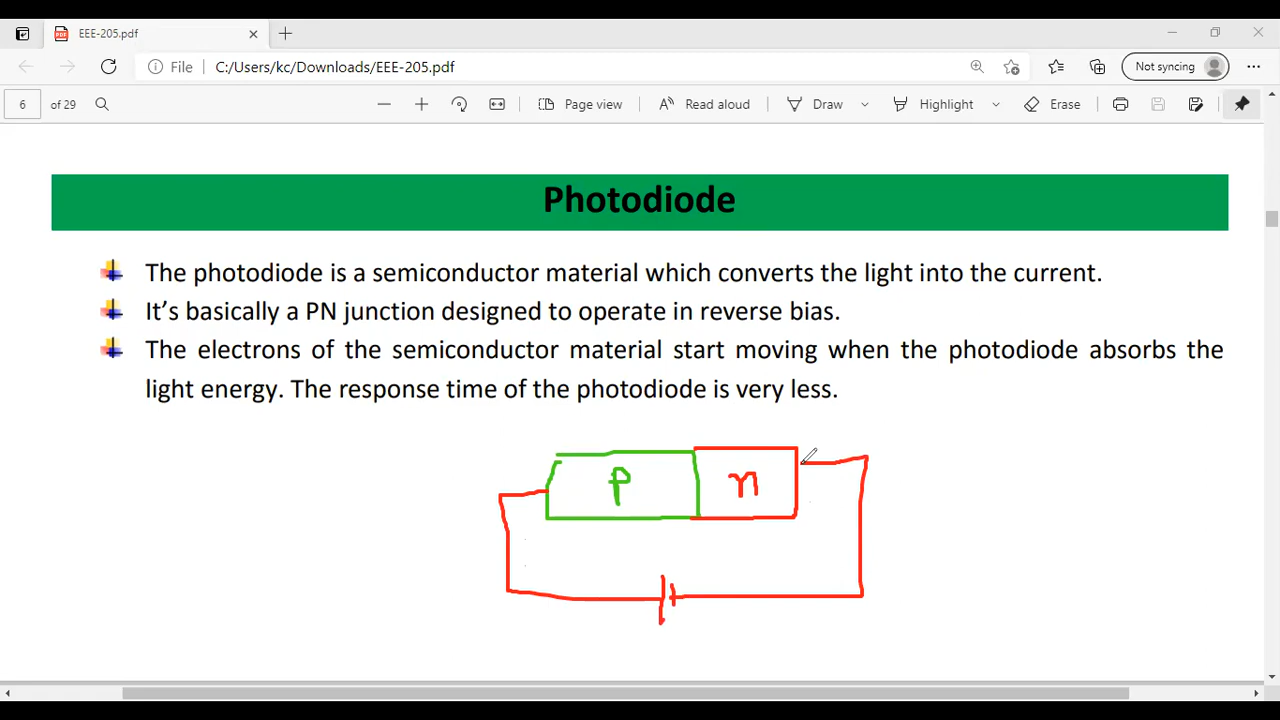 EEE-205.pdf
File C:/Users/kc/Downloads/EEE-205.pdf Not syncing
6 of 29 Page view Read aloud Draw Highlight Erase
Photodiode
The photodiode is a semiconductor material which converts the light into the current.
It's basically a PN junction designed to operate in reverse bias.
The electrons of the semiconductor material start moving when the photodiode absorbs the
light energy. The response time of the photodiode is very less.
p n